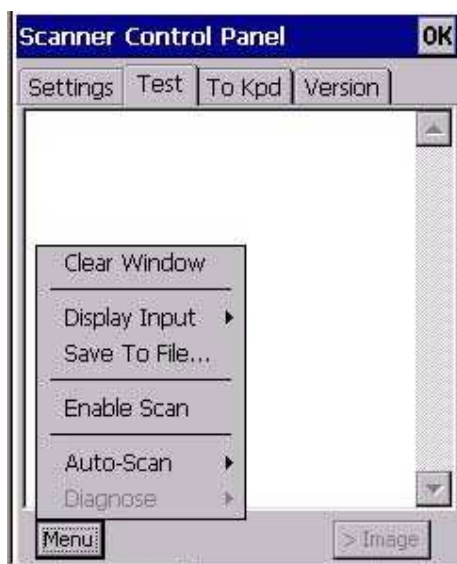 Scanner Control Panel OK
Settings Test To Kpd Version
Clear Window
Display Input
Save To File...
Enable Scan
Auto-Scan
Diagnose
Menu > Image